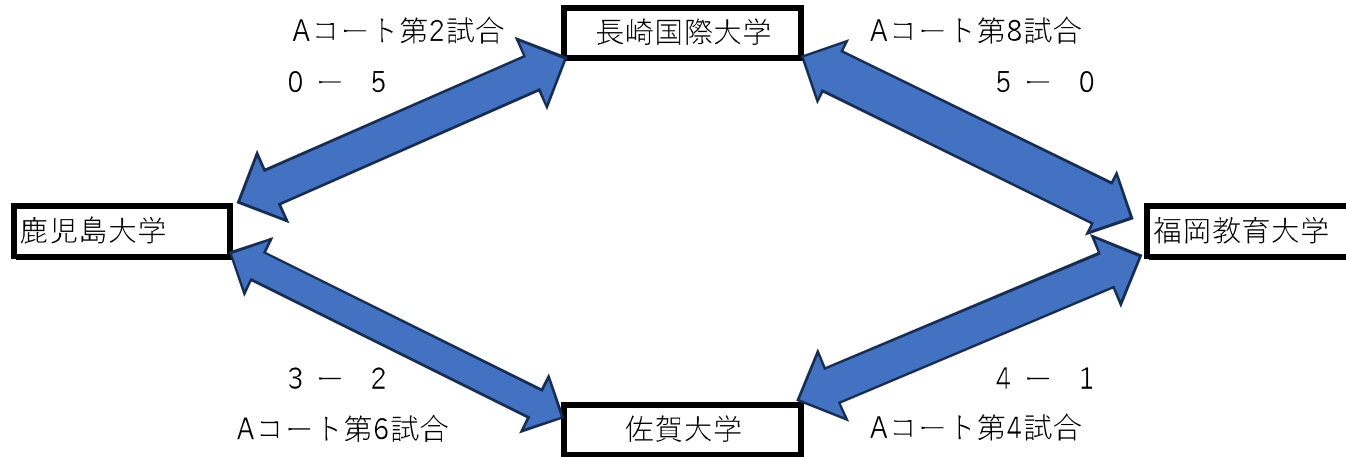 Aコート第2試合
長崎国際大学
Aコート第8試合
0 ー 5
5 ー 0
鹿児島大学
福岡教育大学
3 ー 2
4 ー 1
Aコート第6試合
佐賀大学
Aコート第4試合